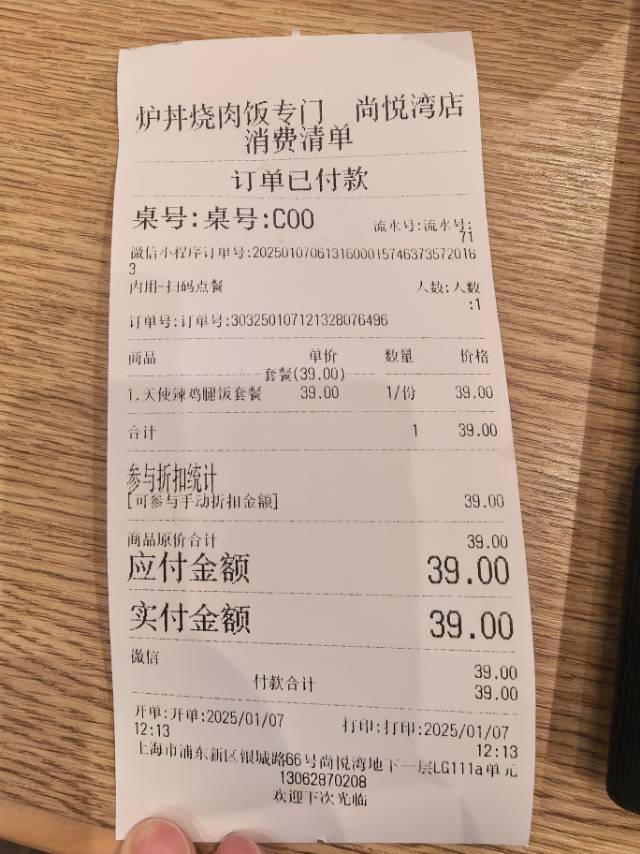 炉丼烧肉饭专门 尚悦湾店
消费清单
订单已付款
桌号:桌号:C00 流水号:流水号:
71
微信小程序订单号:2025010706131600015746373572018
3
内用-扫码点餐 人数:人数
:1
订单号:订单号:303250107121328076496
商品 单价 数量 价格
套餐(39.00)
1.天使辣鸡腿饭套餐 39.00 1/份 39.00
合计 1 39.00
参与折扣统计
[可参与手动折扣金额] 39.00
商品原价合计 39.00
应付金额 39.00
实付金额 39.00
微信 39.00
付款合计 39.00
开单:开单:2025/01/07 打印:打印:2025/01/07
12:13 12:13
上海市浦东新区银城路66号尚悦湾地下一层LG111a单元
13062870208
欢迎下次光临